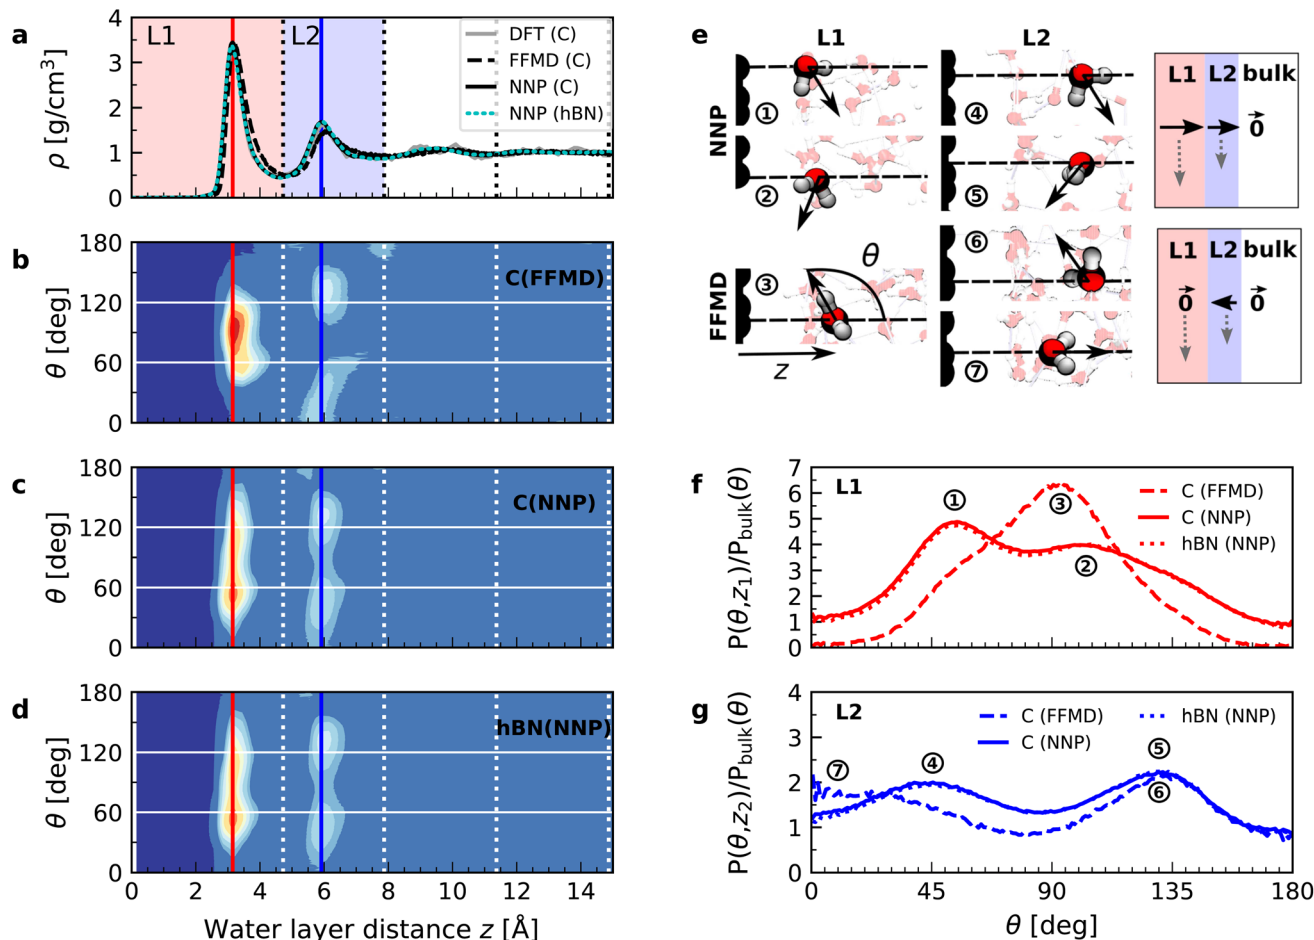 a
4
3
2
1
0
ρ [g/cm³]
L1
L2
DFT (C)
FFMD (C)
NNP (C)
NNP (hBN)
b
180
120
60
0
θ [deg]
C(FFMD)
c
180
120
60
0
θ [deg]
C(NNP)
d
180
120
60
0
θ [deg]
hBN(NNP)
0 2 4 6 8 10 12 14
Water layer distance z [Å]
e
L1
L2
NNP
①
②
④
⑤
FFMD
③
θ
z
⑥
⑦
L1 L2 bulk
0⃗
L1 L2 bulk
0⃗ 0⃗
f
7
6
5
4
3
2
1
0
P(θ,z₁)/P_bulk(θ)
L1
①
③
②
C (FFMD)
C (NNP)
hBN (NNP)
g
4
3
2
1
0
P(θ,z₂)/P_bulk(θ)
L2
C (FFMD)
C (NNP)
hBN (NNP)
⑦
④
⑤
⑥
0 45 90 135 180
θ [deg]